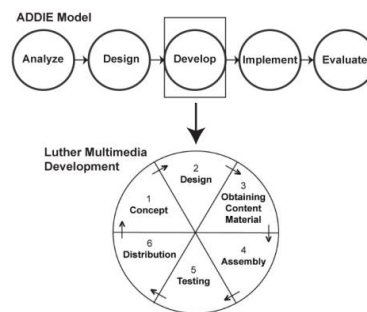 ADDIE Model
Analyze
Design
Develop
Implement
Evaluate
Luther Multimedia
Development
1
Concept
2
Design
3
Obtaining
Content
Material
4
Assembly
5
Testing
6
Distribution